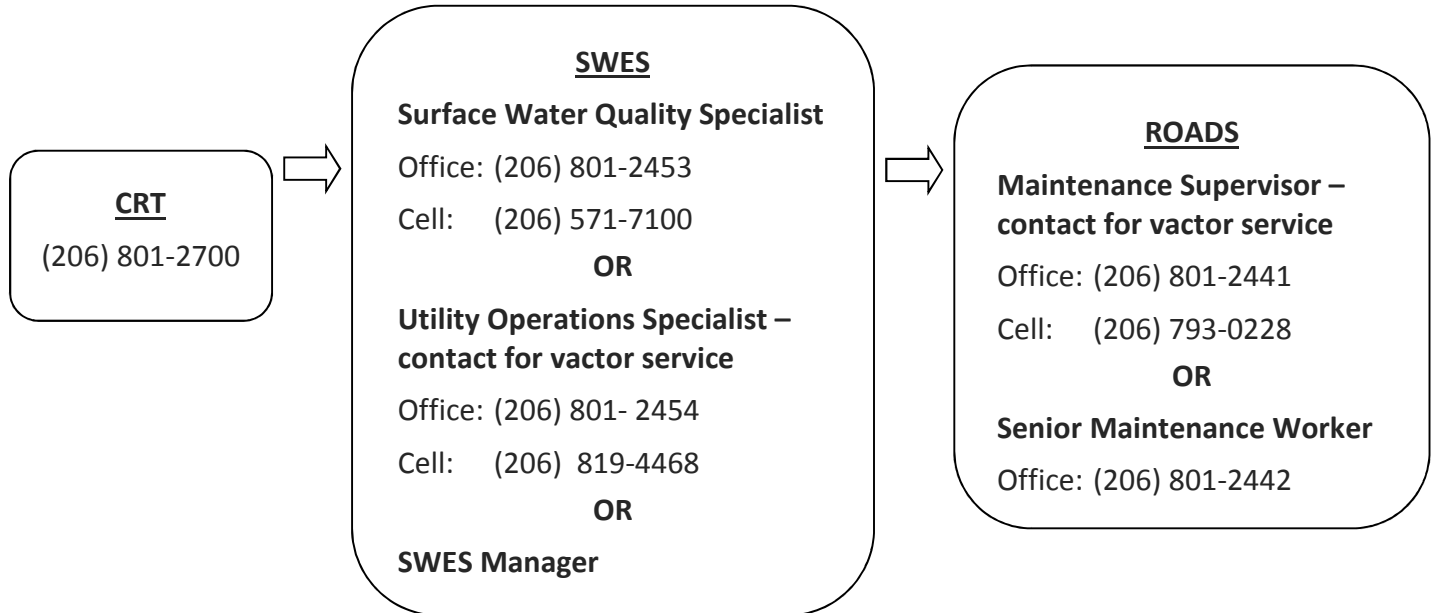 CRT
(206) 801-2700
SWES
Surface Water Quality Specialist
Office: (206) 801-2453
Cell: (206) 571-7100
OR
Utility Operations Specialist –
contact for vactor service
Office: (206) 801- 2454
Cell: (206) 819-4468
OR
SWES Manager
ROADS
Maintenance Supervisor –
contact for vactor service
Office: (206) 801-2441
Cell: (206) 793-0228
OR
Senior Maintenance Worker
Office: (206) 801-2442